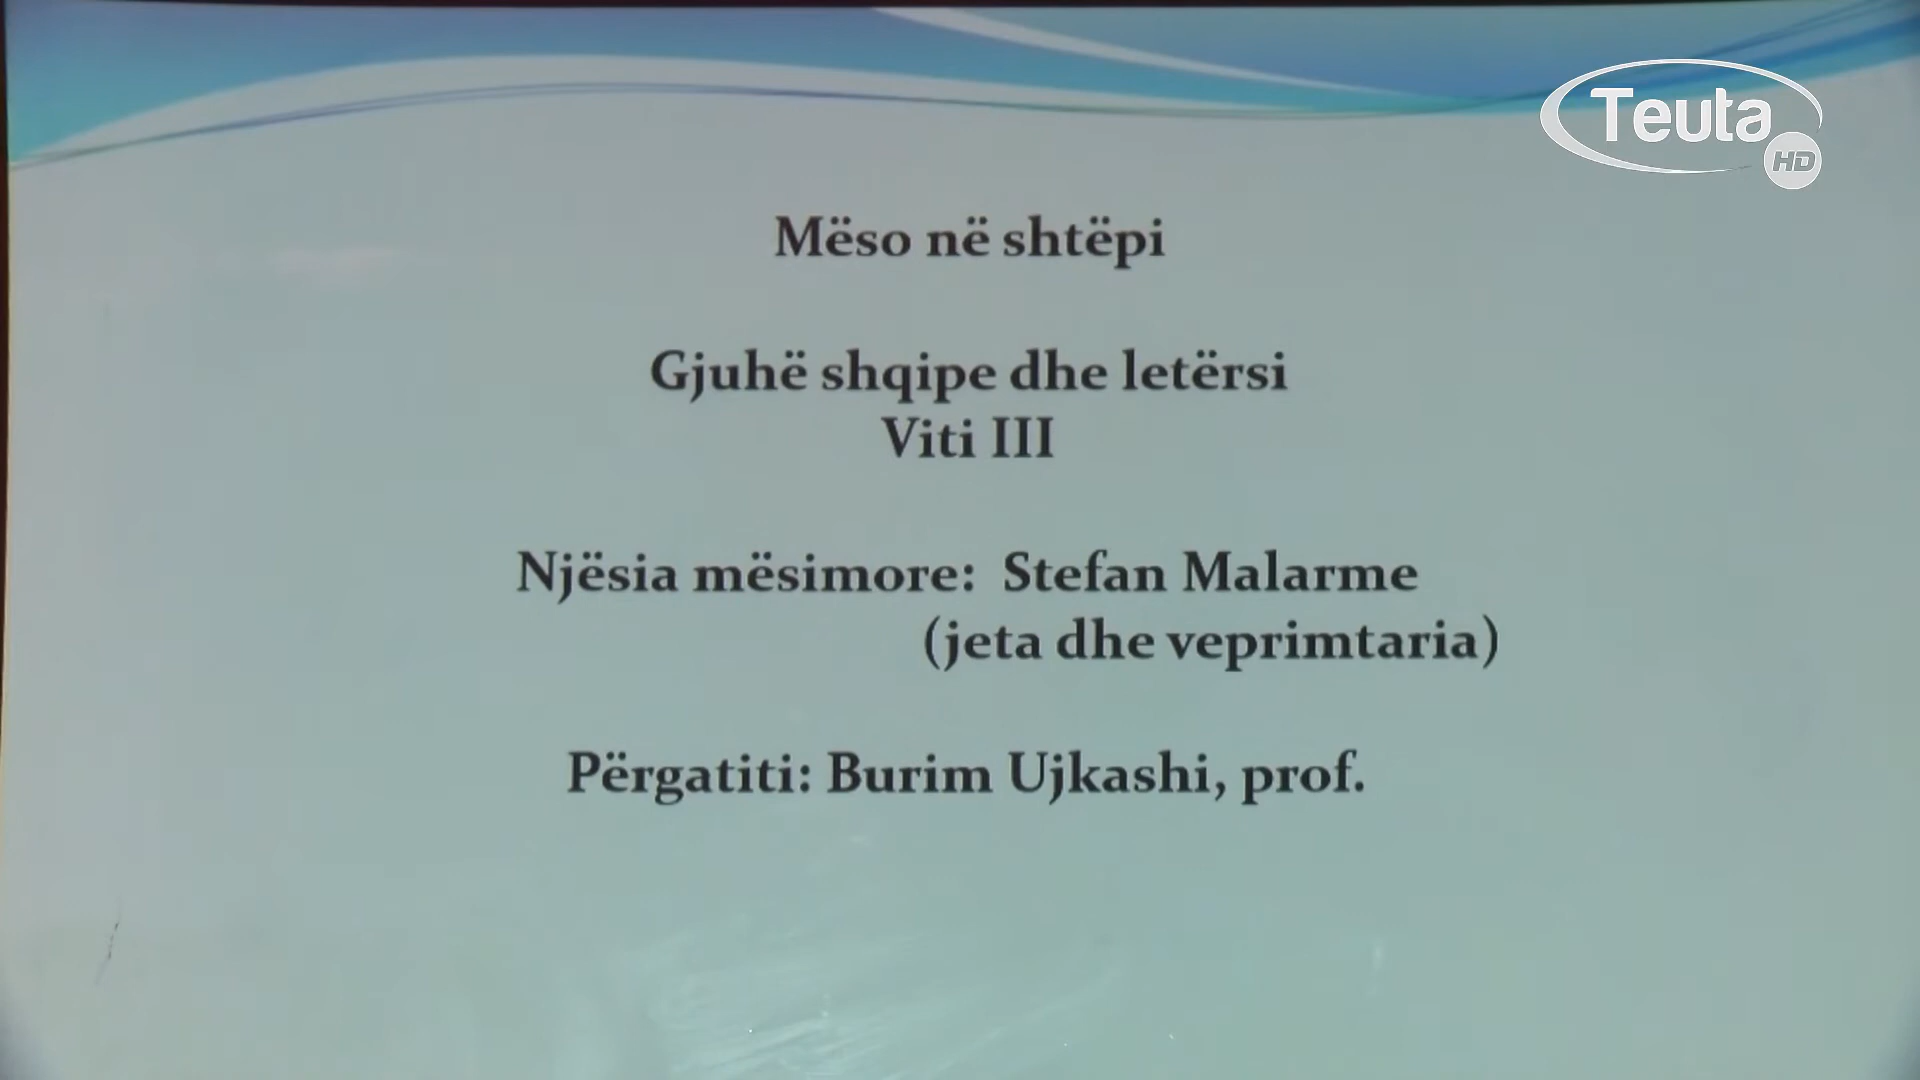 Teuta
HD
Mëso në shtëpi
Gjuhë shqipe dhe letërsi
Viti III
Njësia mësimore: Stefan Malarme
(jeta dhe veprimtaria)
Përgatiti: Burim Ujkashi, prof.